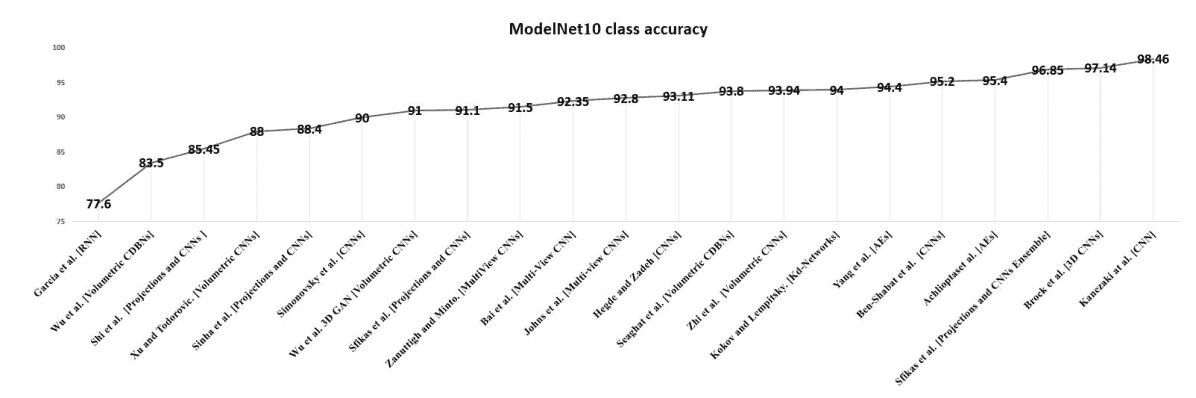 ModelNet10 class accuracy
100
95
90
85
80
75
77.6
83.5
85.45
88
88.4
90
91
91.1
91.5
92.35
92.8
93.11
93.8
93.94
94
94.4
95.2
95.4
96.85
97.14
98.46
Garcia et al. [RNN]
Wu et al. [Volumetric CDBNs]
Shi et al. [Projections and CNNs ]
Xu and Todorovic. [Volumetric CNNs]
Sinha et al. [Projections and CNNs]
Simonovsky et al. [CNNs]
Wu et al. 3D GAN [Volumetric CNNs]
Sfikas et al. [Projections and CNNs]
Zanuttigh and Minto. [MultiView CNNs]
Bai et al. [Multi-View CNN]
Johns et al. [Multi-view CNNs]
Hegde and Zadeh [CNNs]
Seaghat et al. [Volumetric CDBNs]
Zhi et al. [Volumetric CNNs]
Kokov and Lempitsky. [Kd-Networks]
Yang et al. [AEs]
Ben-Shabat et al. [CNNs]
Achlioptaset al. [AEs]
Sfikas et al. [Projections and CNNs Ensemble]
Brock et al. [3D CNNs]
Kanezaki at al. [CNN]